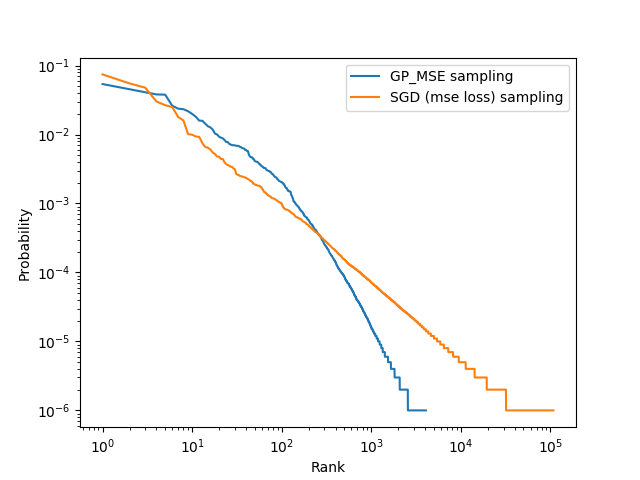 GP_MSE sampling
SGD (mse loss) sampling
10⁻¹
10⁻²
10⁻³
10⁻⁴
10⁻⁵
10⁻⁶
Probability
10⁰ 10¹ 10² 10³ 10⁴ 10⁵
Rank